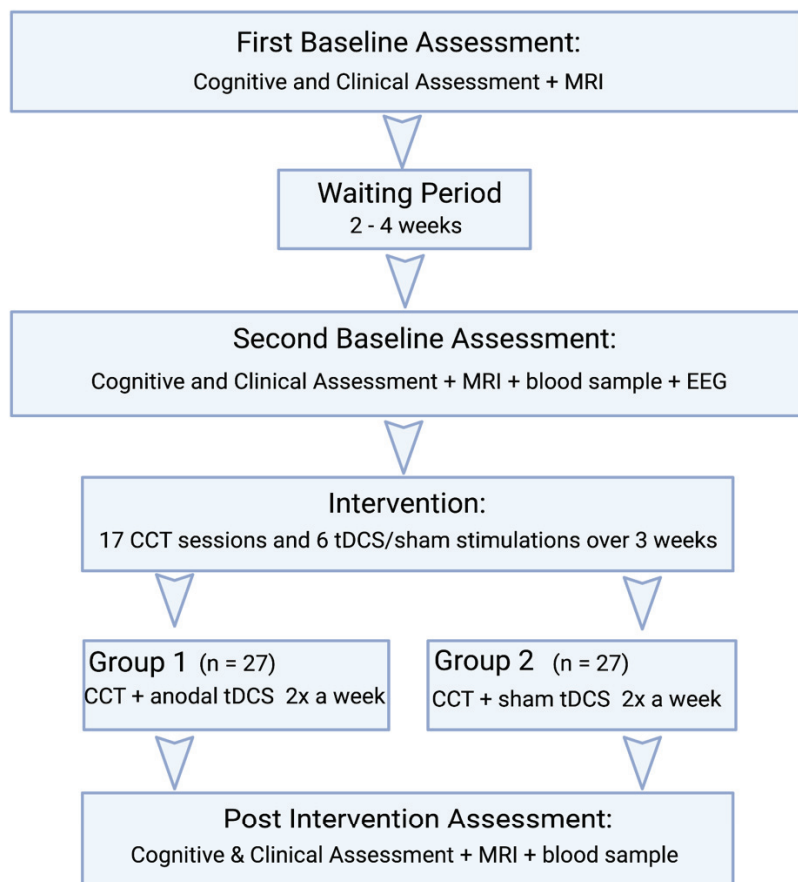 First Baseline Assessment:
Cognitive and Clinical Assessment + MRI
Waiting Period
2 - 4 weeks
Second Baseline Assessment:
Cognitive and Clinical Assessment + MRI + blood sample + EEG
Intervention:
17 CCT sessions and 6 tDCS/sham stimulations over 3 weeks
Group 1 (n = 27)
CCT + anodal tDCS 2x a week
Group 2 (n = 27)
CCT + sham tDCS 2x a week
Post Intervention Assessment:
Cognitive & Clinical Assessment + MRI + blood sample